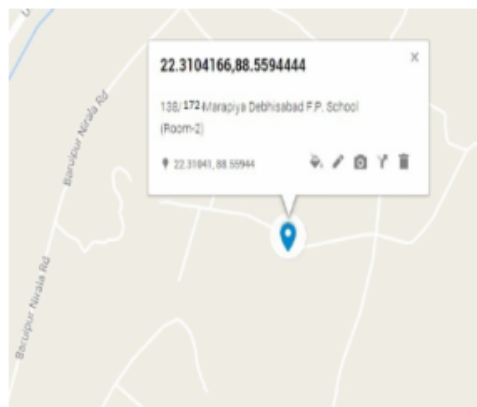 22.3104166,88.5594444
138/ 172 Marapiya Debhisabad F.P. School
(Room-2)
22.31041, 88.55944
Baruipur Nirala Rd
Baruipur Nirala Rd